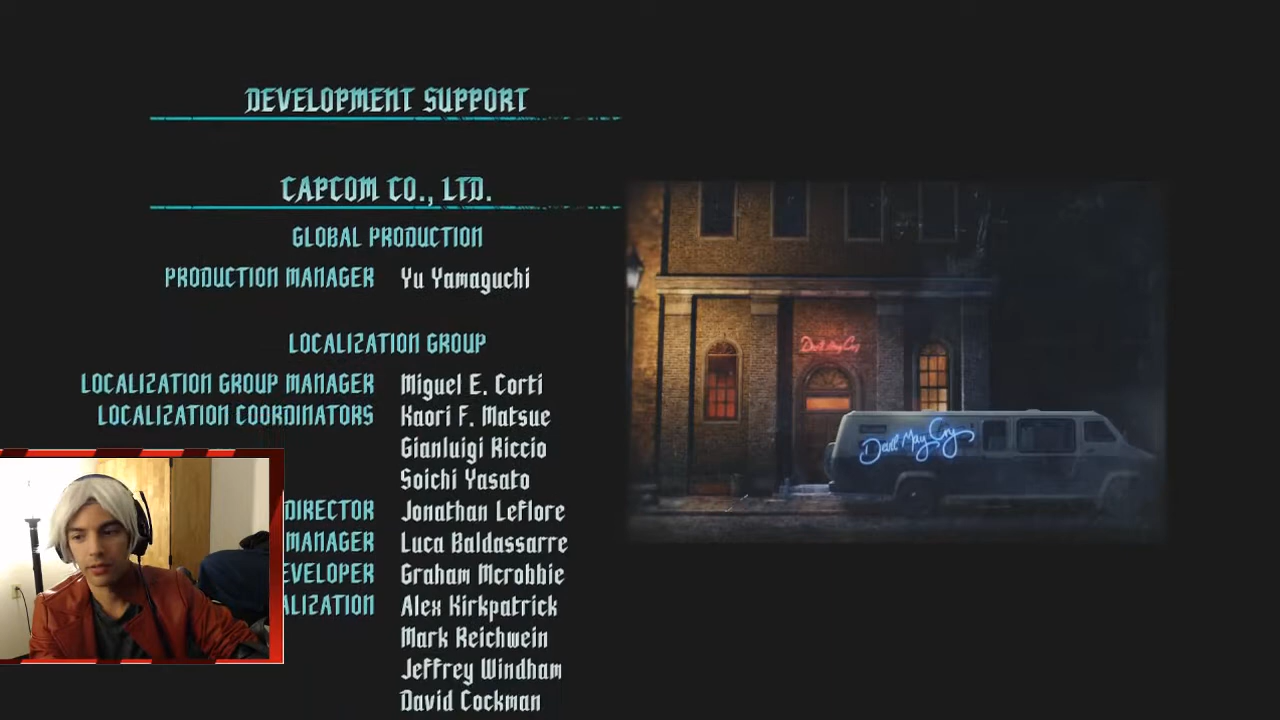 DEVELOPMENT SUPPORT
CAPCOM CO., LTD.
GLOBAL PRODUCTION
PRODUCTION MANAGER Yu Yamaguchi
LOCALIZATION GROUP
LOCALIZATION GROUP MANAGER Miguel E. Corti
LOCALIZATION COORDINATORS Kaori F. Matsue
Gianluigi Riccio
Soichi Yasato
DIRECTOR Jonathan Leflore
MANAGER Luca Baldassarre
EVELOPER Graham Mcrobbie
ALIZATION Alex Kirkpatrick
Mark Reichwein
Jeffrey Windham
David Cockman
Devil May Cry
Devil May Cry